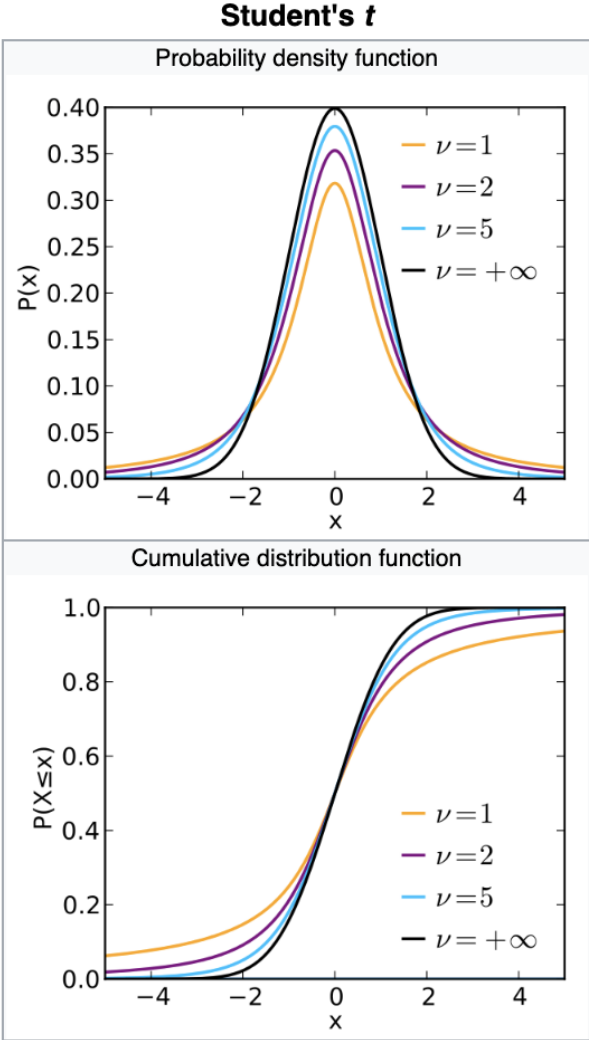 Student's t
Probability density function
0.40
0.35
0.30
0.25
0.20
0.15
0.10
0.05
0.00
P(x)
ν=1
ν=2
ν=5
ν=+∞
−4 −2 0 2 4
x
Cumulative distribution function
1.0
0.8
0.6
0.4
0.2
0.0
P(X≤x)
ν=1
ν=2
ν=5
ν=+∞
−4 −2 0 2 4
x